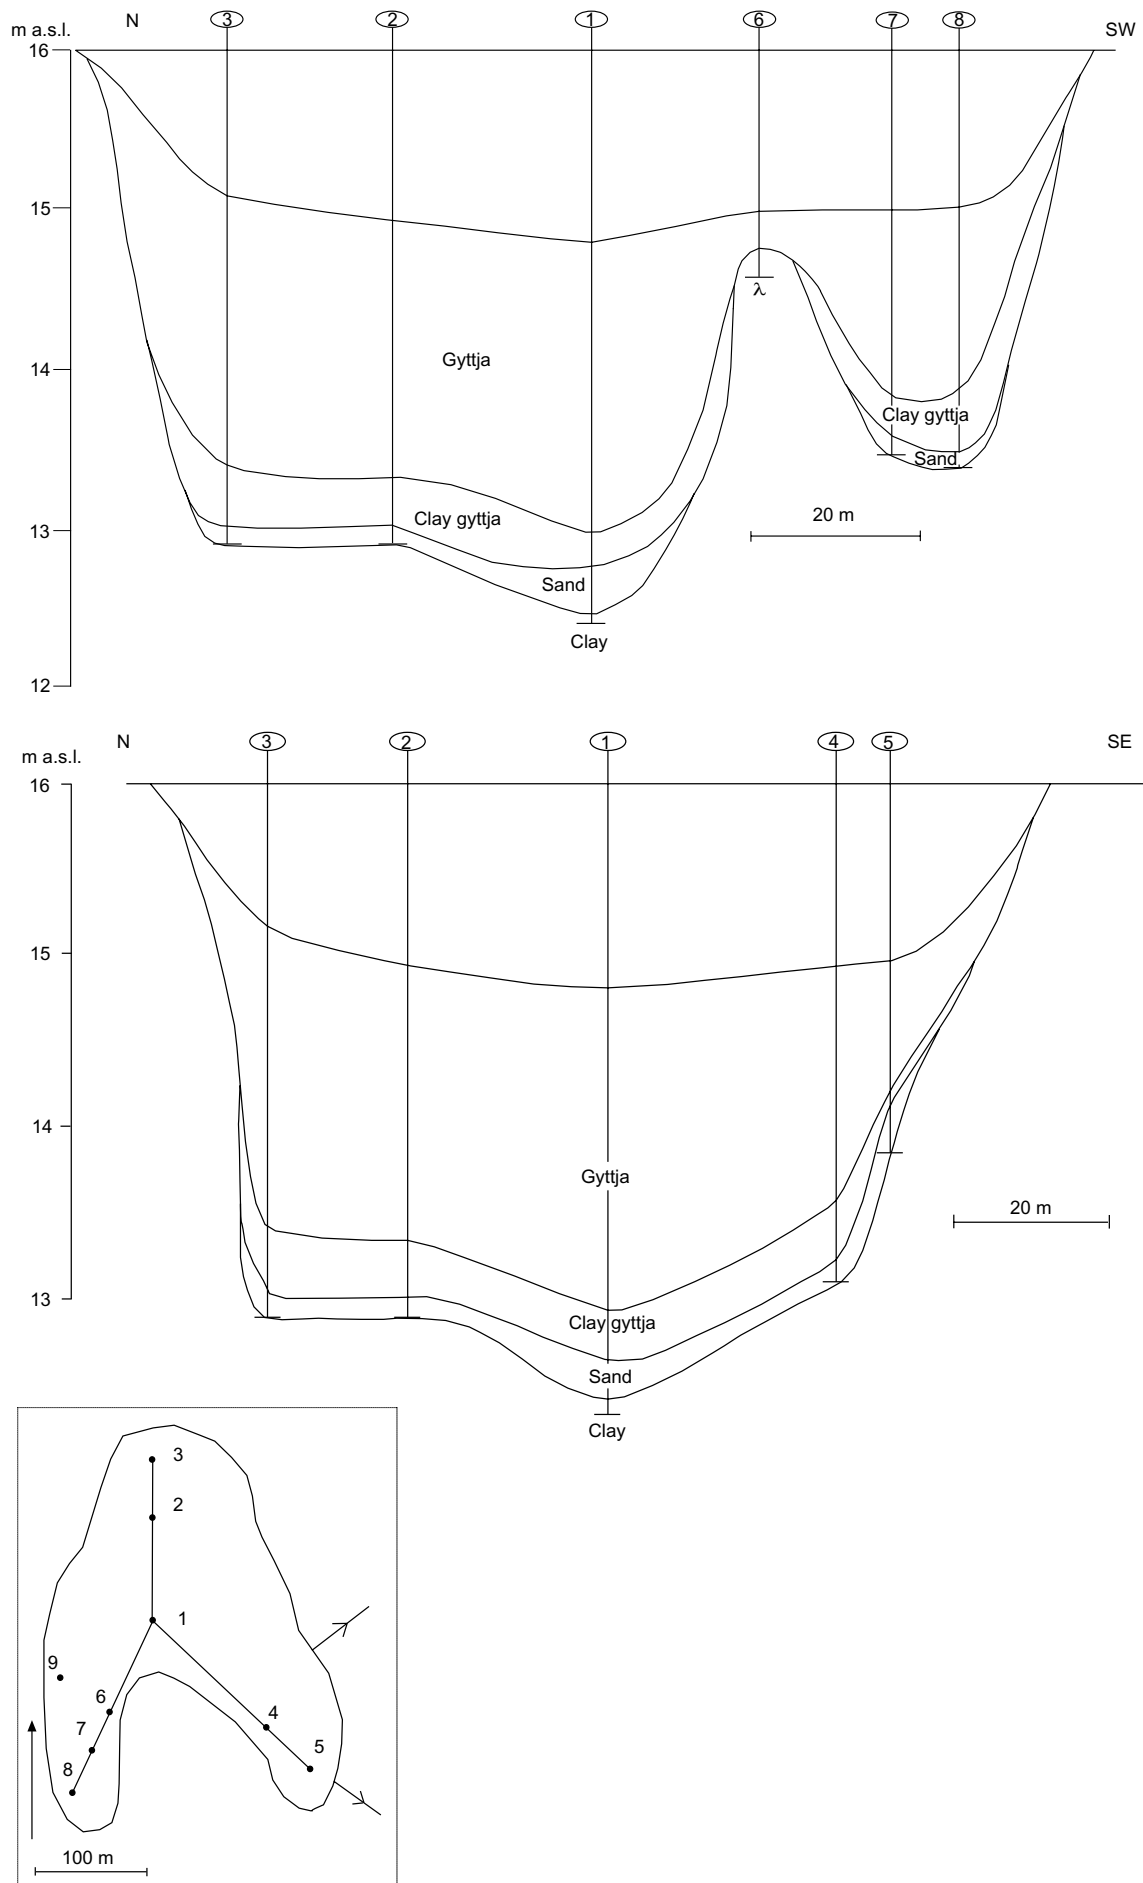 N 3 2 1 6 7 8 SW
m a.s.l.
16
15
14
Gyttja
Clay gyttja
Sand
20 m
13
Clay gyttja
Sand
λ
Clay
12
N 3 2 1 4 5 SE
m a.s.l.
16
15
14
Gyttja
20 m
13
Clay gyttja
Sand
Clay
3
2
1
9
6
4
7
5
8
100 m